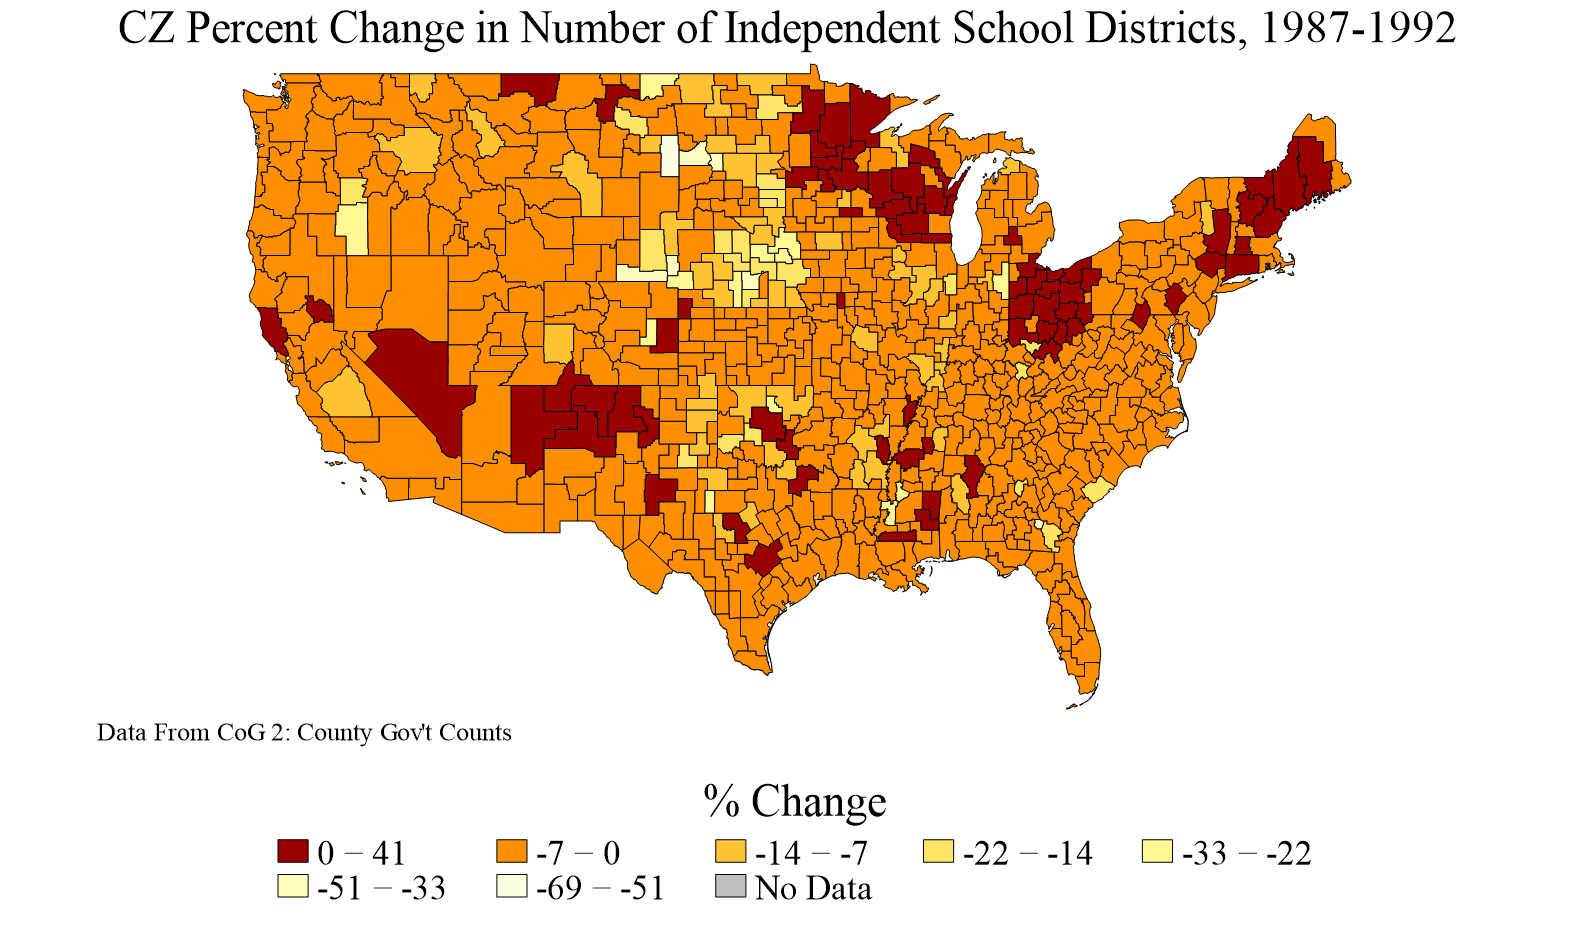 CZ Percent Change in Number of Independent School Districts, 1987-1992
Data From CoG 2: County Gov't Counts
% Change
0 − 41 -7 − 0 -14 − -7 -22 − -14 -33 − -22
-51 − -33 -69 − -51 No Data